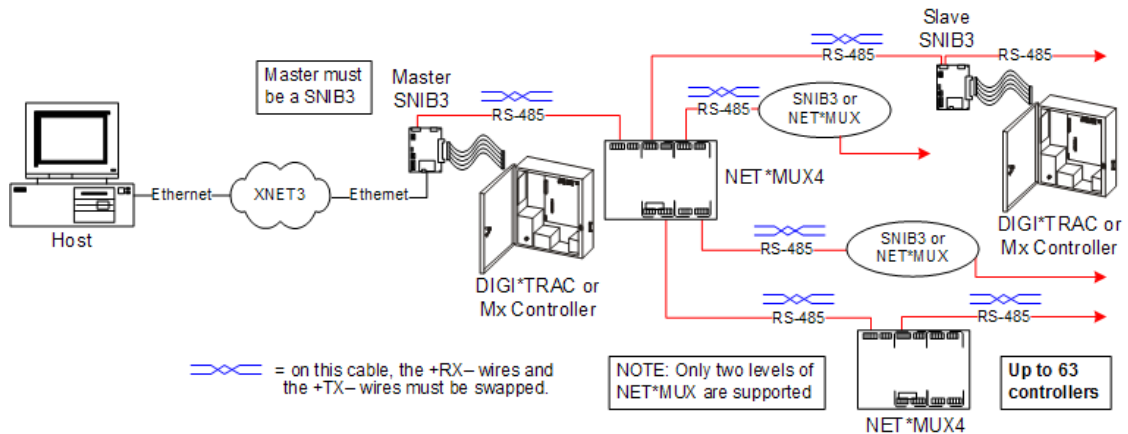 Master must
be a SNIB3
Master
SNIB3
RS-485
Ethernet
XNET3
Ethernet
Host
DIGI*TRAC or
Mx Controller
NET*MUX4
RS-485
Slave
SNIB3
RS-485
RS-485
SNIB3 or
NET*MUX
DIGI*TRAC or
Mx Controller
RS-485
SNIB3 or
NET*MUX
RS-485
RS-485
NET*MUX4
= on this cable, the +RX– wires and
the +TX– wires must be swapped.
NOTE: Only two levels of
NET*MUX are supported
Up to 63
controllers